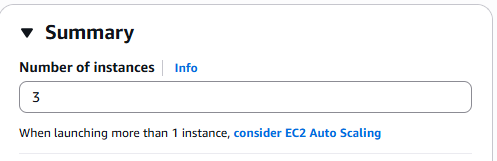 Summary
Number of instances Info
3
When launching more than 1 instance, consider EC2 Auto Scaling